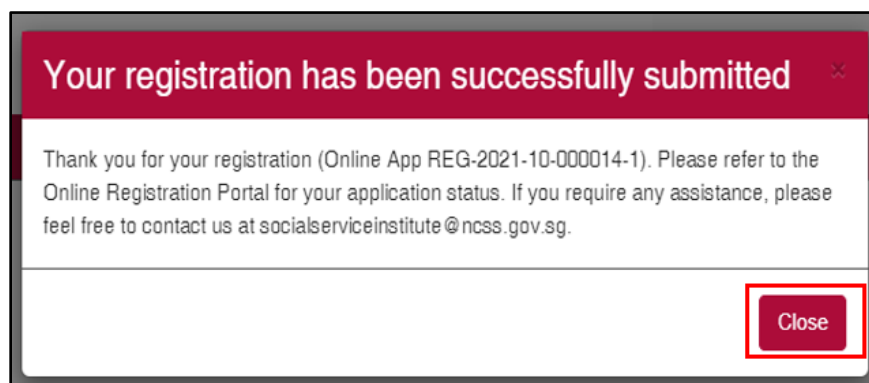 Your registration has been successfully submitted ×
Thank you for your registration (Online App REG-2021-10-000014-1). Please refer to the
Online Registration Portal for your application status. If you require any assistance, please
feel free to contact us at socialserviceinstitute@ncss.gov.sg.
Close